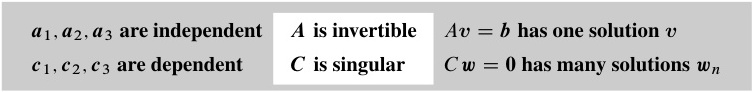 a₁, a₂, a₃ are independent A is invertible Av = b has one solution v
c₁, c₂, c₃ are dependent C is singular Cw = 0 has many solutions wₙ